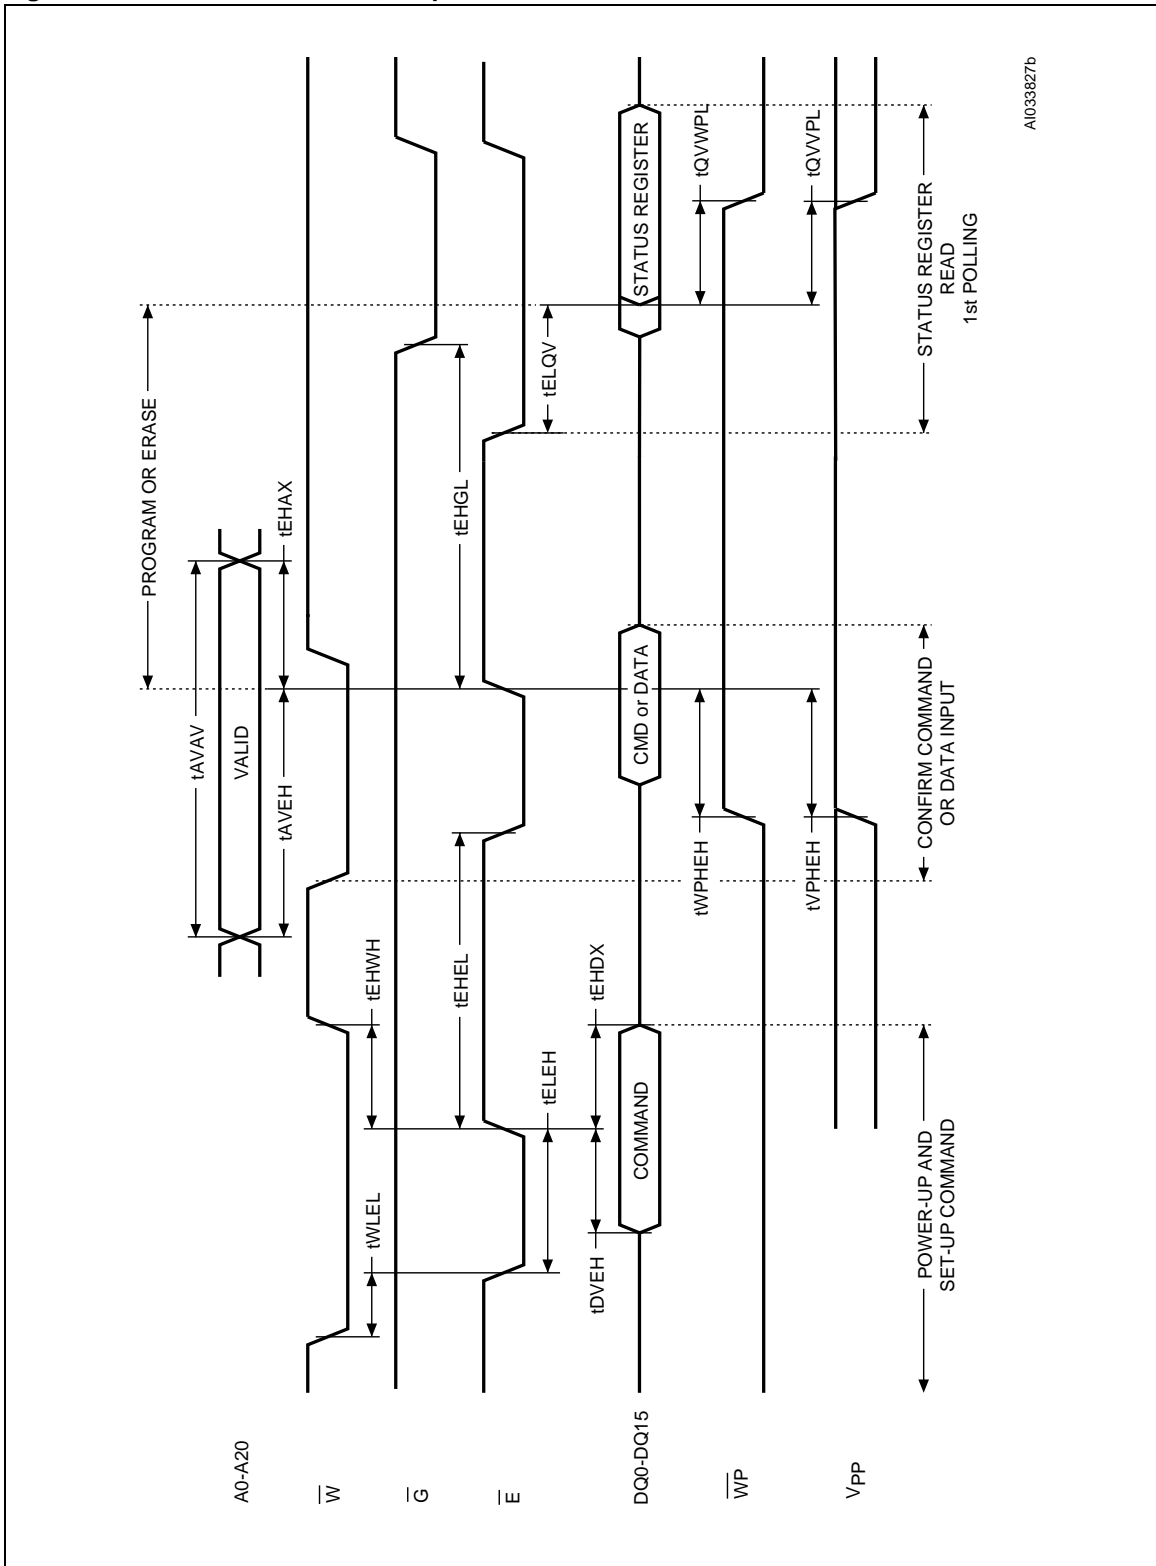 PROGRAM OR ERASE
tAVAV
A0-A20
VALID
tAVEH
tEHAX
W
tWLEL
tEHWH
G
tEHEL
tEHGL
E
tELEH
tELQV
tDVEH
tEHDX
DQ0-DQ15
COMMAND
CMD or DATA
STATUS REGISTER
tWPHEH
tQVWPL
WP
tVPHEH
tQVVPL
VPP
POWER-UP AND
SET-UP COMMAND
CONFIRM COMMAND
OR DATA INPUT
STATUS REGISTER
READ
1st POLLING
AI033827b